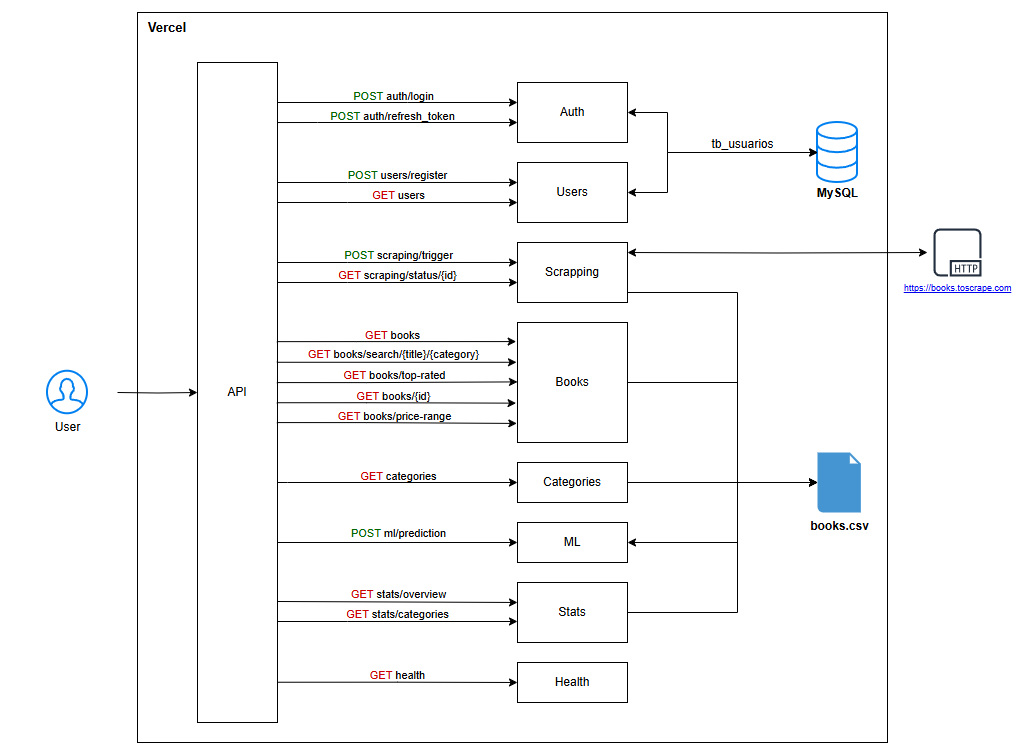 Vercel
POST auth/login
POST auth/refresh_token
Auth
tb_usuarios
MySQL
POST users/register
GET users
Users
POST scraping/trigger
GET scraping/status/{id}
Scrapping
HTTP
https://books.toscrape.com
GET books
GET books/search/{title}/{category}
GET books/top-rated
GET books/{id}
GET books/price-range
Books
User
API
GET categories
Categories
books.csv
POST ml/prediction
ML
GET stats/overview
GET stats/categories
Stats
GET health
Health